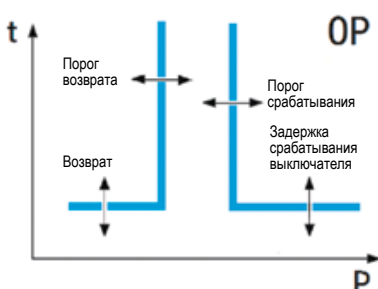 t
OP
Порог
возврата
Порог
срабатывания
Задержка
срабатывания
выключателя
Возврат
P